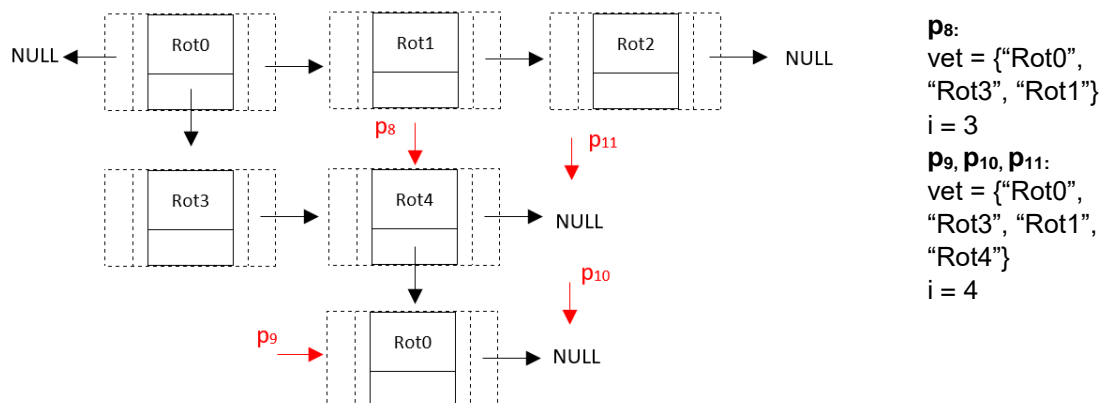 NULL
Rot0
Rot1
Rot2
NULL
p8
p11
Rot3
Rot4
NULL
p10
p9
Rot0
NULL
p8:
vet = {“Rot0”,
“Rot3”, “Rot1”}
i = 3
p9, p10, p11:
vet = {“Rot0”,
“Rot3”, “Rot1”,
“Rot4”}
i = 4